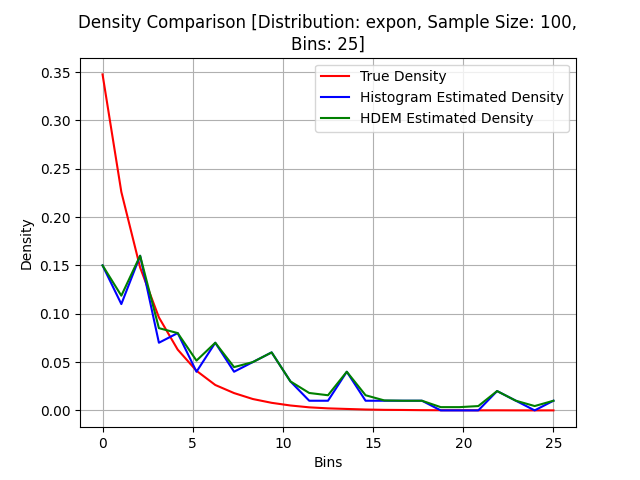 Density Comparison [Distribution: expon, Sample Size: 100,
Bins: 25]
True Density
Histogram Estimated Density
HDEM Estimated Density
Density
0.35
0.30
0.25
0.20
0.15
0.10
0.05
0.00
0 5 10 15 20 25
Bins